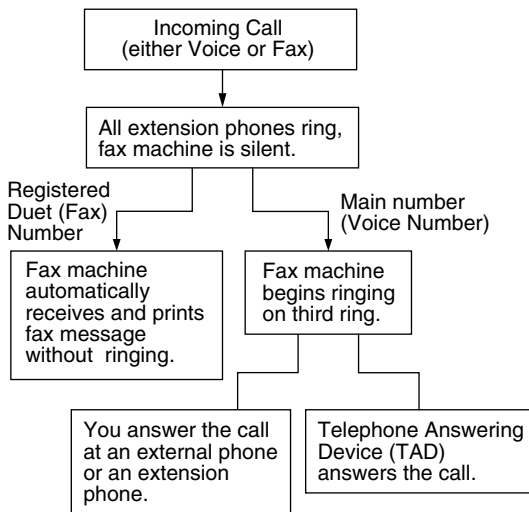 Incoming Call
(either Voice or Fax)
All extension phones ring,
fax machine is silent.
Registered
Duet (Fax)
Number
Main number
(Voice Number)
Fax machine
automatically
receives and prints
fax message
without ringing.
Fax machine
begins ringing
on third ring.
You answer the call
at an external phone
or an extension
phone.
Telephone Answering
Device (TAD)
answers the call.